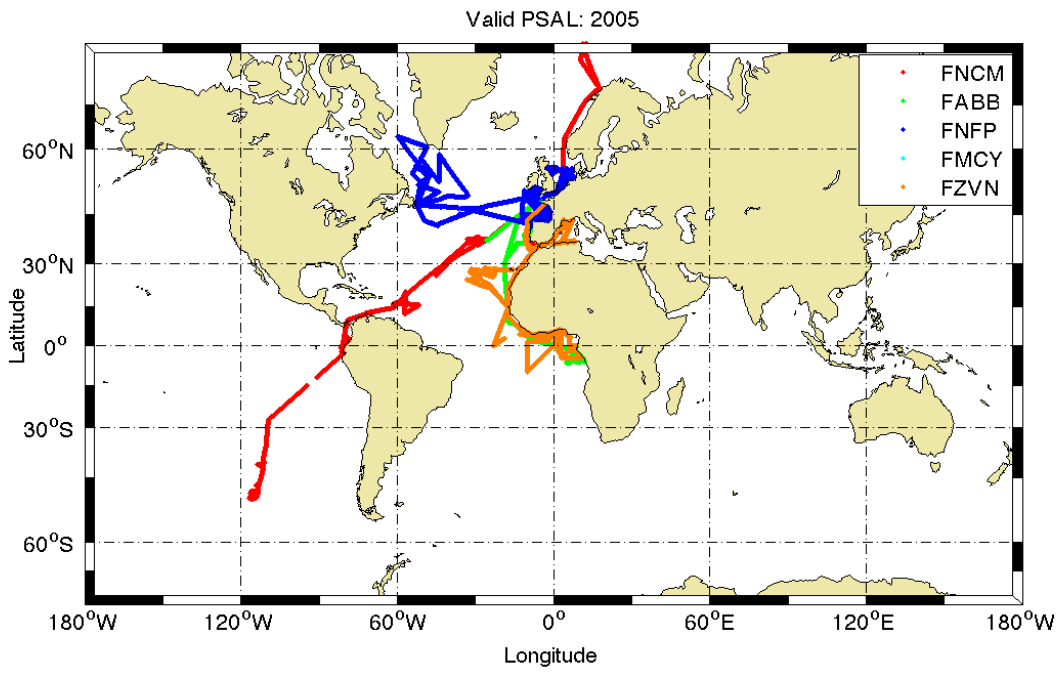 Valid PSAL: 2005
FNCM
FABB
FNFP
FMCY
FZVN
60°N
30°N
0°
30°S
60°S
Latitude
180°W
120°W
60°W
0°
60°E
120°E
180°W
Longitude